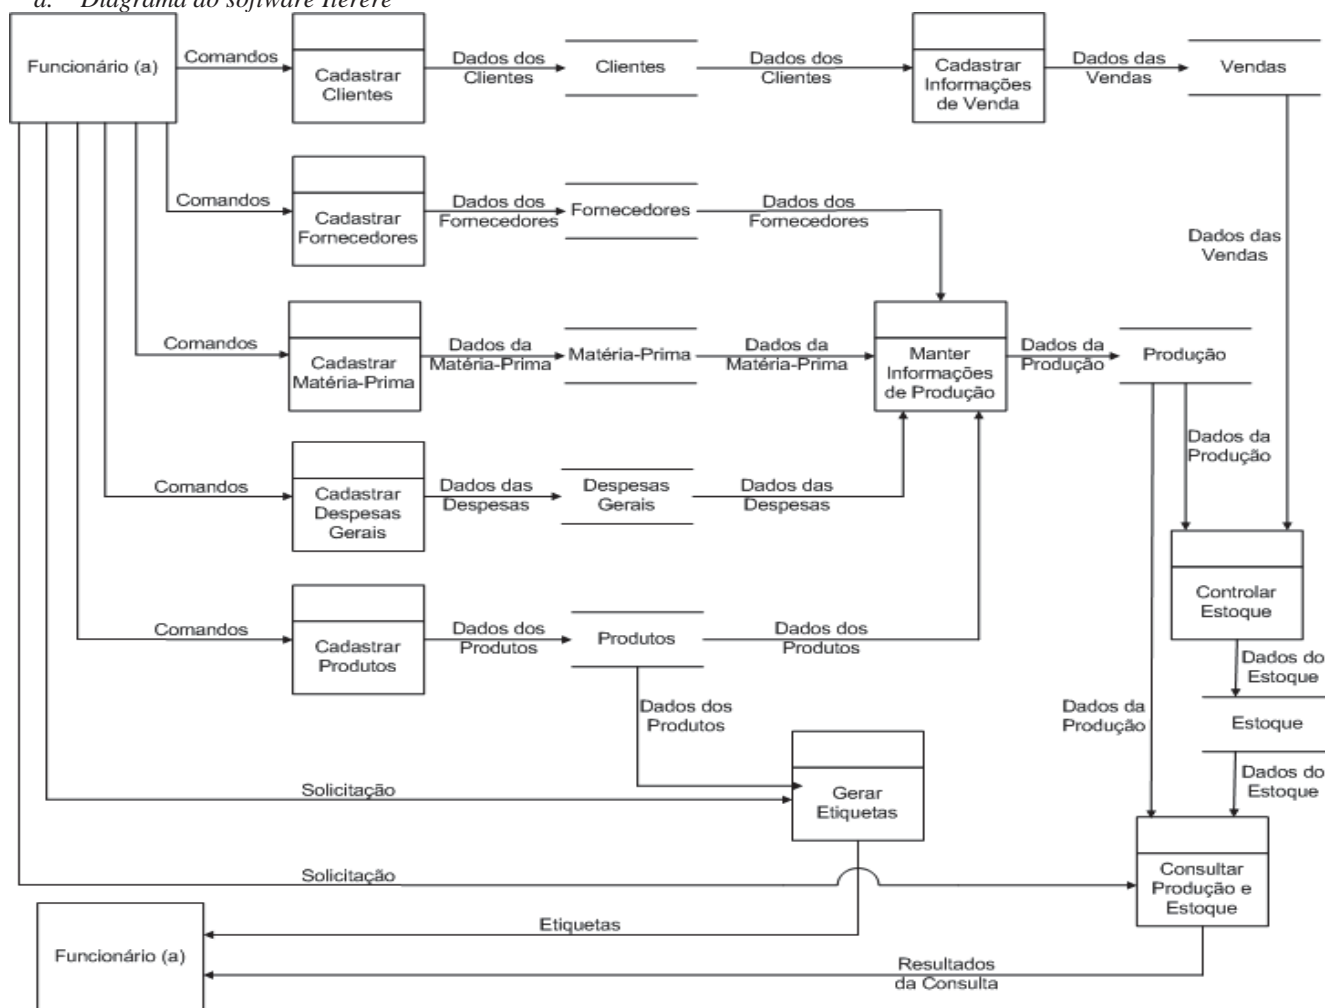 a. Diagrama do software Iterere
Funcionário (a)
Comandos
Cadastrar
Clientes
Dados dos
Clientes
Clientes
Dados dos
Clientes
Cadastrar
Informações
de Venda
Dados das
Vendas
Vendas
Comandos
Cadastrar
Fornecedores
Dados dos
Fornecedores
Fornecedores
Dados dos
Fornecedores
Dados das
Vendas
Comandos
Cadastrar
Matéria-Prima
Dados da
Matéria-Prima
Matéria-Prima
Dados da
Matéria-Prima
Manter
Informações
de Produção
Dados da
Produção
Produção
Dados da
Produção
Comandos
Cadastrar
Despesas
Gerais
Dados das
Despesas
Despesas
Gerais
Dados das
Despesas
Controlar
Estoque
Comandos
Cadastrar
Produtos
Dados dos
Produtos
Produtos
Dados dos
Produtos
Dados do
Estoque
Dados dos
Produtos
Dados da
Produção
Estoque
Dados do
Estoque
Solicitação
Gerar
Etiquetas
Solicitação
Consultar
Produção e
Estoque
Etiquetas
Funcionário (a)
Resultados
da Consulta